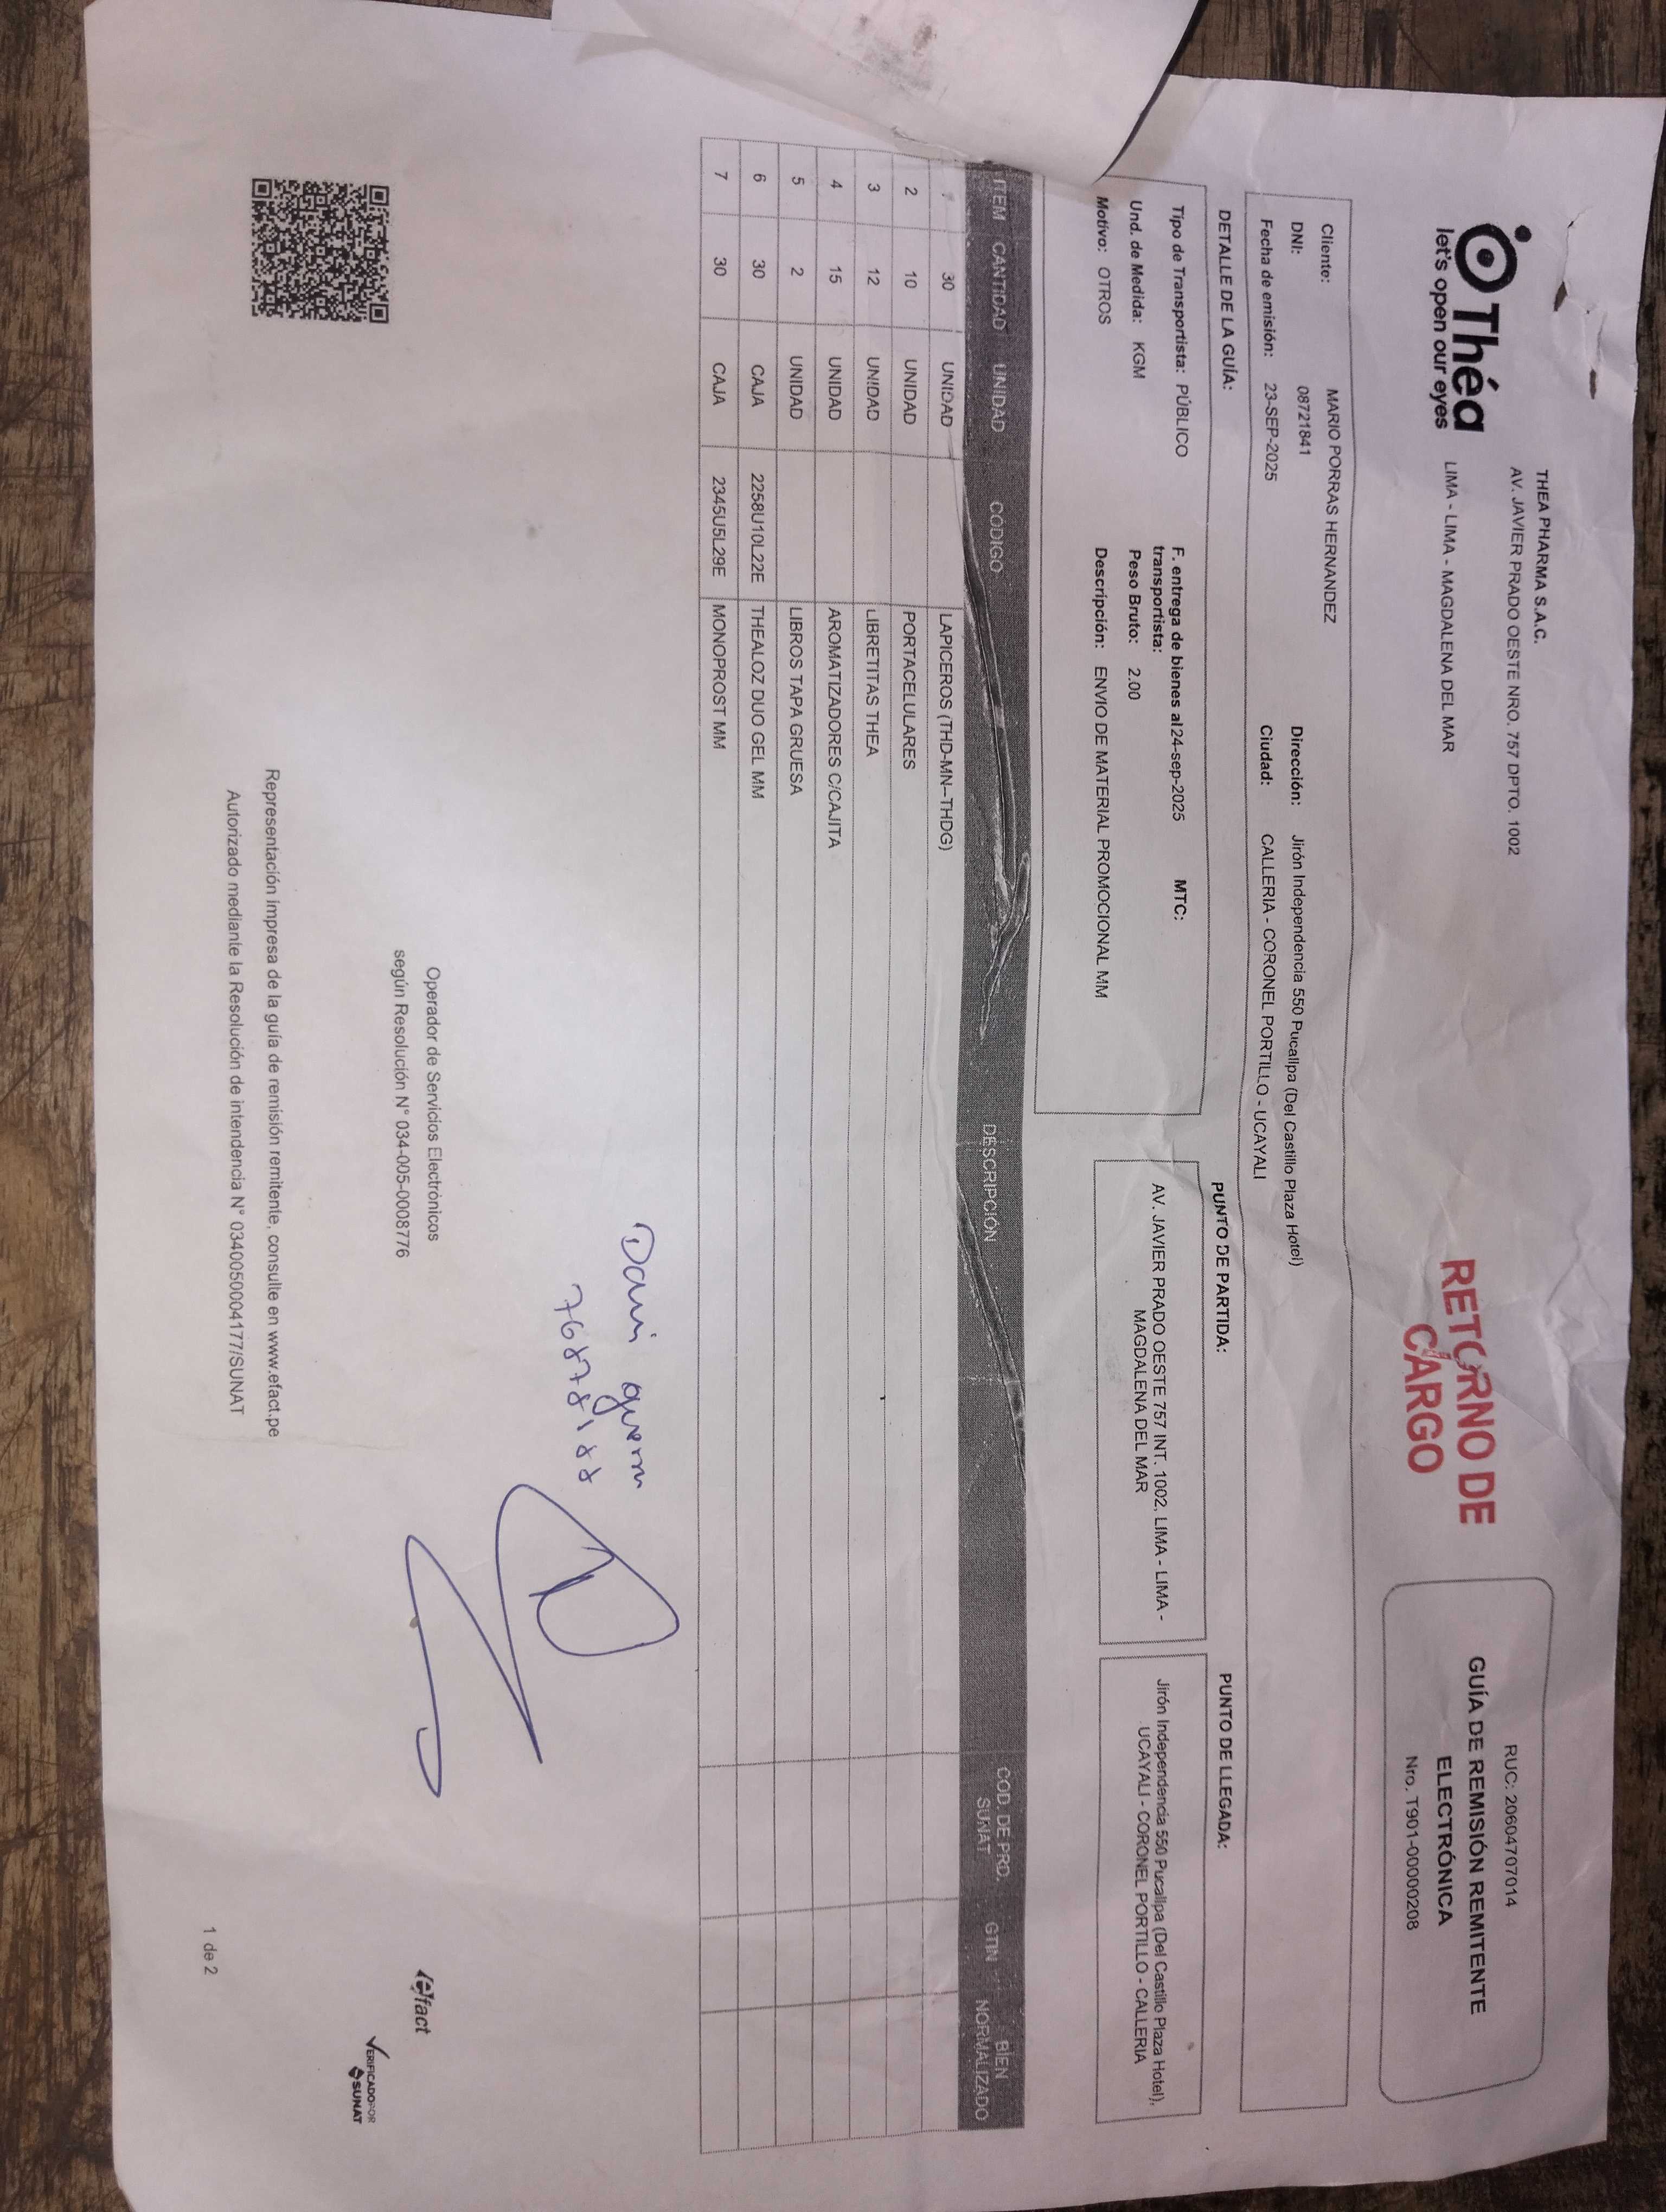 Théa
let's open our eyes
THEA PHARMA S.A.C.
AV. JAVIER PRADO OESTE NRO. 757 DPTO. 1002
LIMA - LIMA - MAGDALENA DEL MAR
RETORNO DE
CARGO
RUC: 20604707014
GUÍA DE REMISIÓN REMITENTE
ELECTRÓNICA
Nro. T901-00000208
Cliente: MARIO PORRAS HERNANDEZ
DNI: 08721841
Dirección: Jirón Independencia 550 Pucallpa (Del Castillo Plaza Hotel)
Fecha de emisión: 23-SEP-2025
Ciudad: CALLERIA - CORONEL PORTILLO - UCAYALI
DETALLE DE LA GUÍA:
Tipo de Transportista: PÚBLICO
F. entrega de bienes al24-sep-2025
transportista:
MTC:
Und. de Medida: KGM
Peso Bruto: 2.00
Motivo: OTROS
Descripción: ENVIO DE MATERIAL PROMOCIONAL MM
PUNTO DE PARTIDA:
AV. JAVIER PRADO OESTE 757 INT. 1002, LIMA - LIMA -
MAGDALENA DEL MAR
PUNTO DE LLEGADA:
Jirón Independencia 550 Pucallpa (Del Castillo Plaza Hotel),
UCAYALI - CORONEL PORTILLO - CALLERIA
ITEM CANTIDAD UNIDAD CODIGO DESCRIPCIÓN COD. DE PRD. SUNAT GTIN BIEN NORMALIZADO
1 30 UNIDAD LAPICEROS (THD-MN--THDG)
2 10 UNIDAD PORTACELULARES
3 12 UNIDAD LIBRETITAS THEA
4 15 UNIDAD AROMATIZADORES C/CAJITA
5 2 UNIDAD LIBROS TAPA GRUESA
6 30 CAJA 2258U10L22E THEALOZ DUO GEL MM
7 30 CAJA 2345U5L29E MONOPROST MM
Operador de Servicios Electrónicos
según Resolución N° 034-005-0008776
Representación impresa de la guía de remisión remitente, consulte en www.efact.pe
Autorizado mediante la Resolución de intendencia N° 0340050004177/SUNAT
efact
VERIFICADO POR
SUNAT
1 de 2